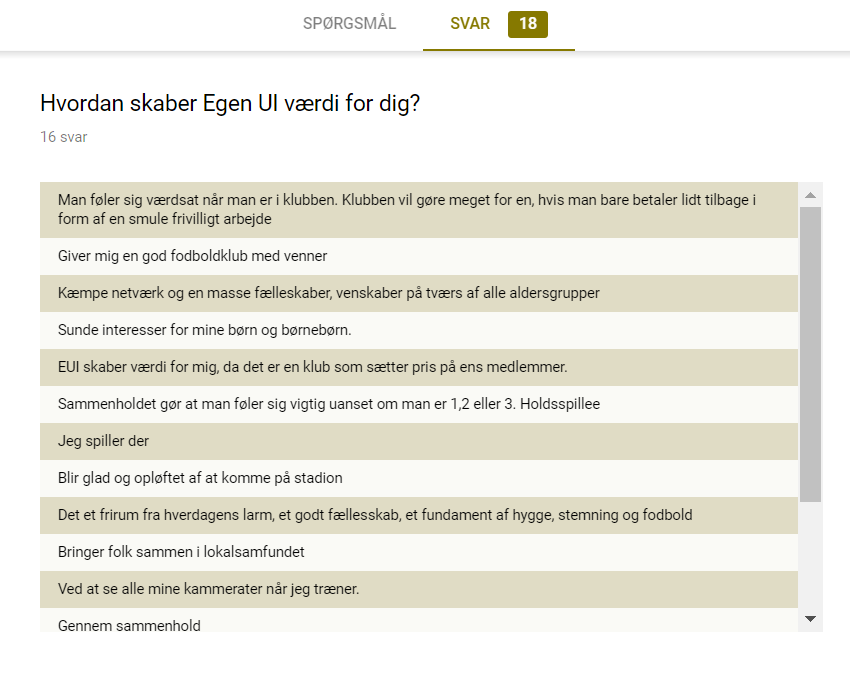 SPØRGSMÅL
SVAR
18
Hvordan skaber Egen UI værdi for dig?
16 svar
Man føler sig værdsat når man er i klubben. Klubben vil gøre meget for en, hvis man bare betaler lidt tilbage i
form af en smule frivilligt arbejde
Giver mig en god fodboldklub med venner
Kæmpe netværk og en masse fælleskaber, venskaber på tværs af alle aldersgrupper
Sunde interesser for mine børn og børnebørn.
EUI skaber værdi for mig, da det er en klub som sætter pris på ens medlemmer.
Sammenholdet gør at man føler sig vigtig uanset om man er 1,2 eller 3. Holdsspillee
Jeg spiller der
Blir glad og opløftet af at komme på stadion
Det et frirum fra hverdagens larm, et godt fællesskab, et fundament af hygge, stemning og fodbold
Bringer folk sammen i lokalsamfundet
Ved at se alle mine kammerater når jeg træner.
Gennem sammenhold